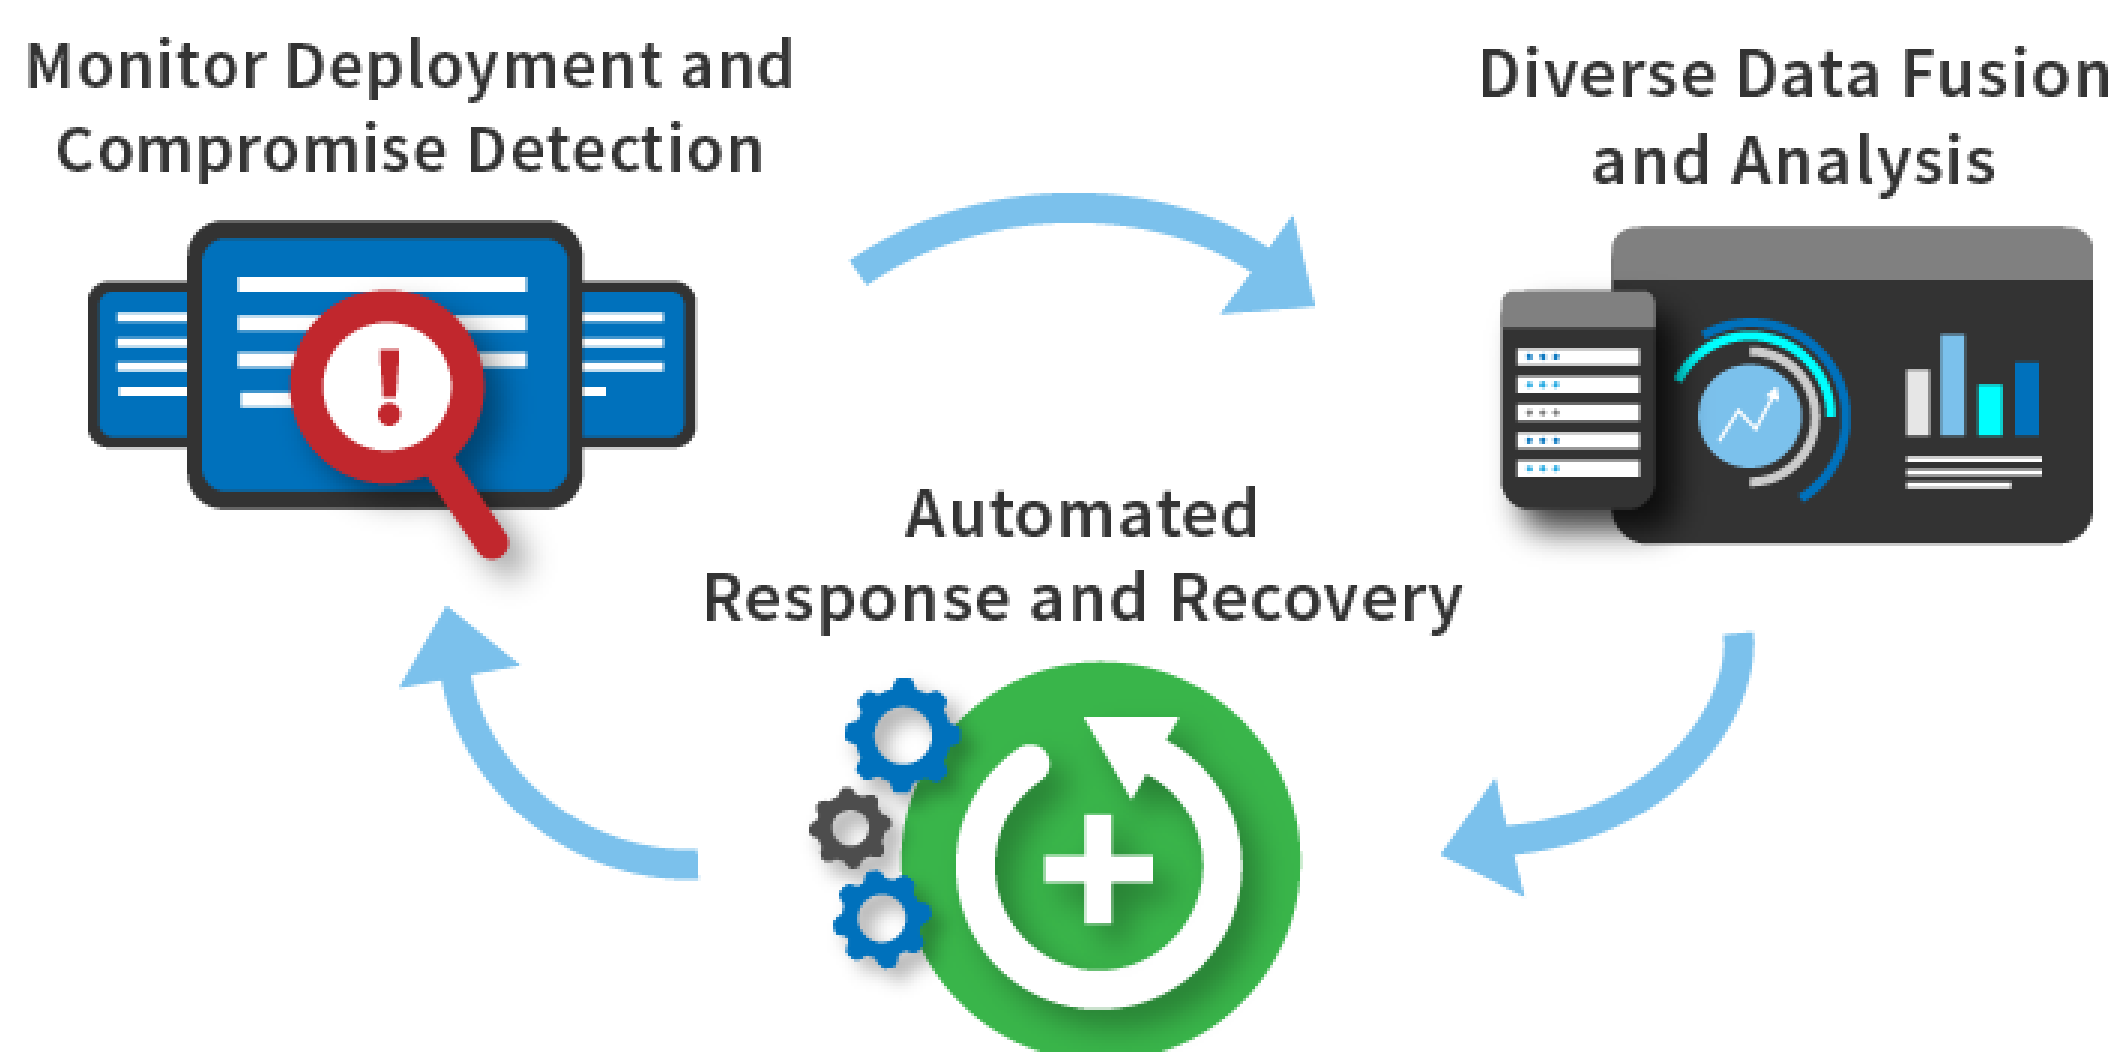 Monitor Deployment and
Compromise Detection
Diverse Data Fusion
and Analysis
Automated
Response and Recovery